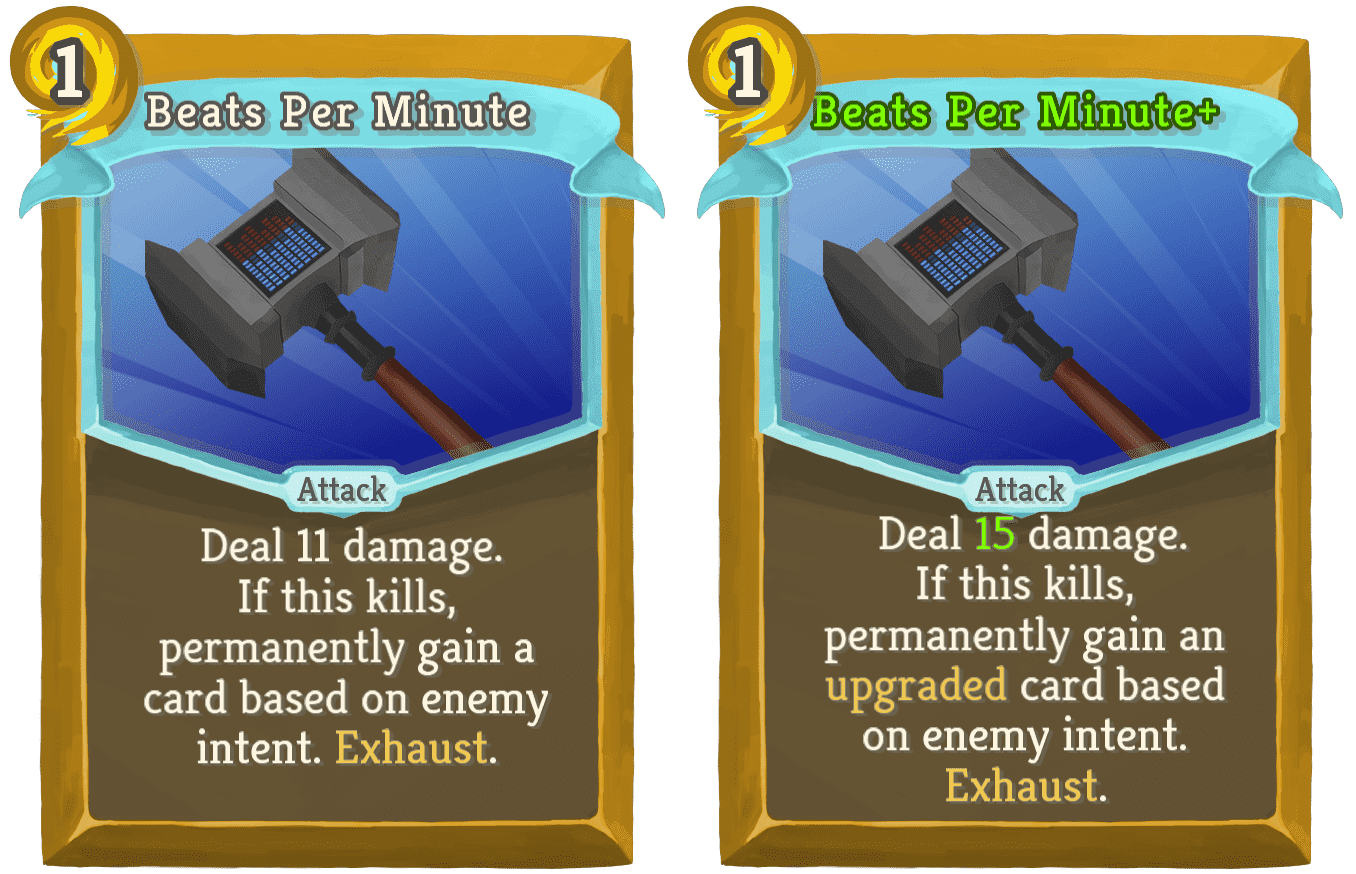 1
Beats Per Minute
Attack
Deal 11 damage.
If this kills,
permanently gain a
card based on enemy
intent. Exhaust.
1
Beats Per Minute+
Attack
Deal 15 damage.
If this kills,
permanently gain an
upgraded card based
on enemy intent.
Exhaust.